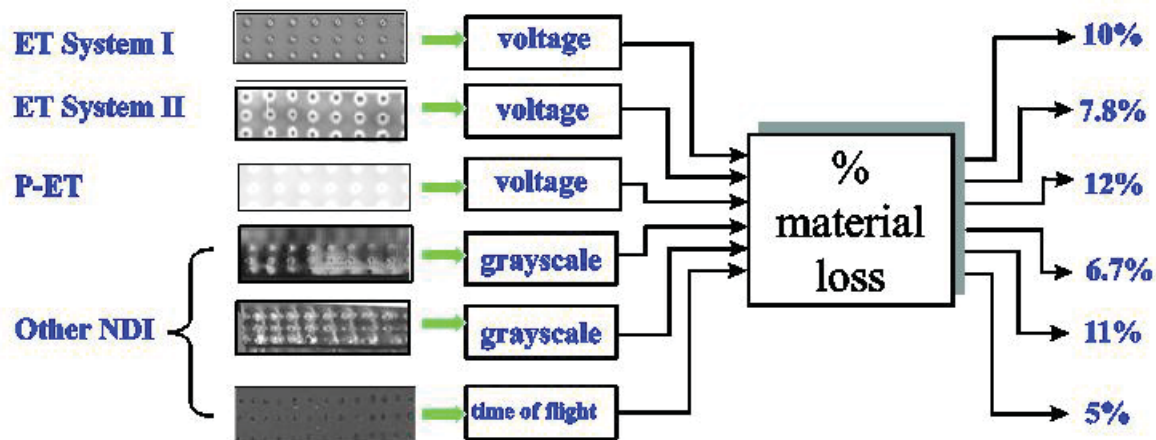 ET System I
voltage
10%
ET System II
voltage
7.8%
P-ET
voltage
12%
%
material
loss
grayscale
6.7%
Other NDI
grayscale
11%
time of flight
5%